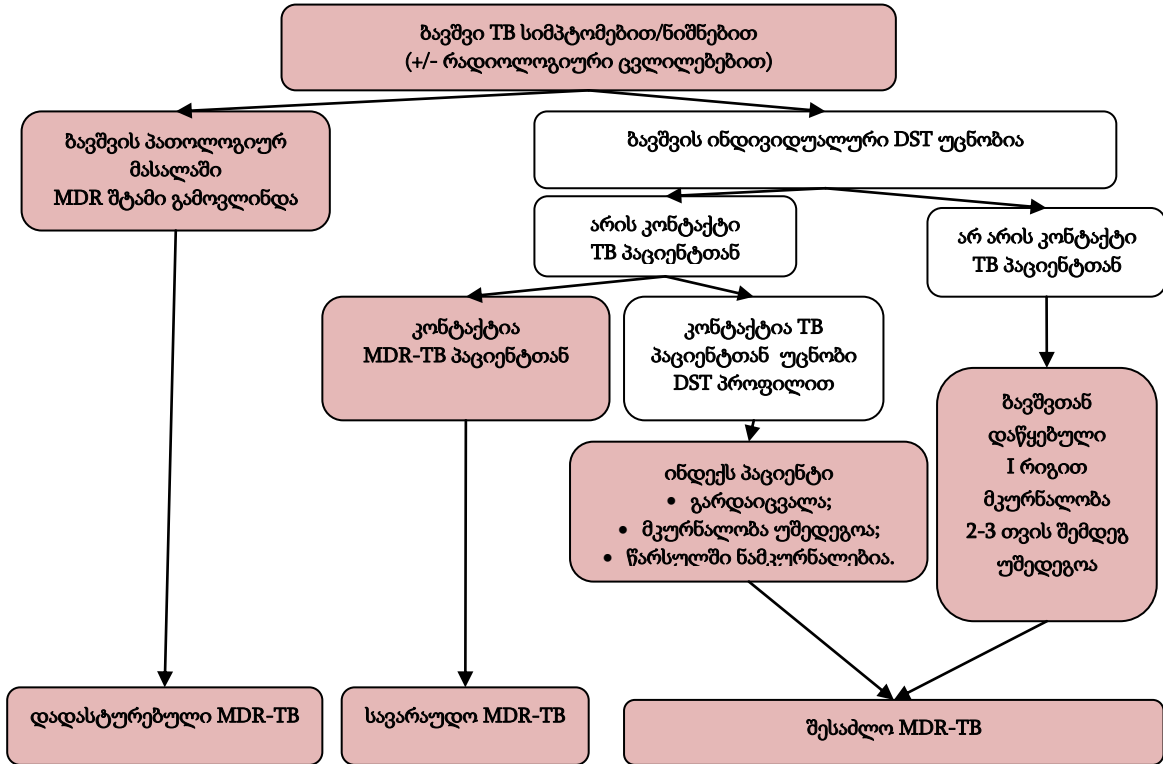 ბავშვი TB სიმპტომებით/ნიშნებით
(+/- რადიოლოგიური ცვლილებებით)
ბავშვის პათოლოგიურ
მასალაში
MDR შტამი გამოვლინდა
ბავშვის ინდივიდუალური DST უცნობია
არის კონტაქტი
TB პაციენტთან
არ არის კონტაქტი
TB პაციენტთან
კონტაქტია
MDR-TB პაციენტთან
კონტაქტია TB
პაციენტთან უცნობი
DST პროფილით
ინდექს პაციენტი
• გარდაიცვალა;
• მკურნალობა უშედეგოა;
• წარსულში ნამკურნალებია.
ბავშვთან
დაწყებული
I რიგით
მკურნალობა
2-3 თვის შემდეგ
უშედეგოა
დადასტურებული MDR-TB
სავარაუდო MDR-TB
შესაძლო MDR-TB